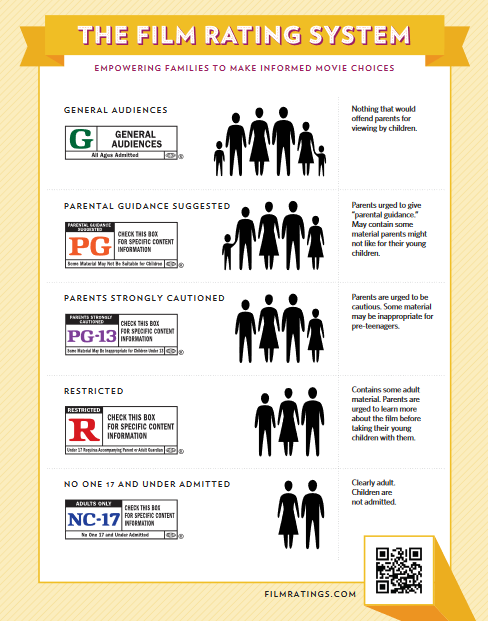 THE FILM RATING SYSTEM
EMPOWERING FAMILIES TO MAKE INFORMED MOVIE CHOICES
GENERAL AUDIENCES
G
GENERAL
AUDIENCES
All Ages Admitted
®
Nothing that would
offend parents for
viewing by children.
PARENTAL GUIDANCE SUGGESTED
PARENTAL GUIDANCE
SUGGESTED
PG
CHECK THIS BOX
FOR SPECIFIC CONTENT
INFORMATION
Some Material May Not Be Suitable for Children
®
Parents urged to give
“parental guidance.”
May contain some
material parents might
not like for their young
children.
PARENTS STRONGLY CAUTIONED
PARENTS STRONGLY
CAUTIONED
PG-13
CHECK THIS BOX
FOR SPECIFIC CONTENT
INFORMATION
Some Material May Be Inappropriate for Children Under 13
®
Parents are urged to be
cautious. Some material
may be inappropriate for
pre-teenagers.
RESTRICTED
RESTRICTED
R
CHECK THIS BOX
FOR SPECIFIC CONTENT
INFORMATION
Under 17 Requires Accompanying Parent or Adult Guardian
®
Contains some adult
material. Parents are
urged to learn more
about the film before
taking their young
children with them.
NO ONE 17 AND UNDER ADMITTED
ADULTS ONLY
NC-17
CHECK THIS BOX
FOR SPECIFIC CONTENT
INFORMATION
No One 17 and Under Admitted
®
Clearly adult.
Children are
not admitted.
FILMRATINGS.COM